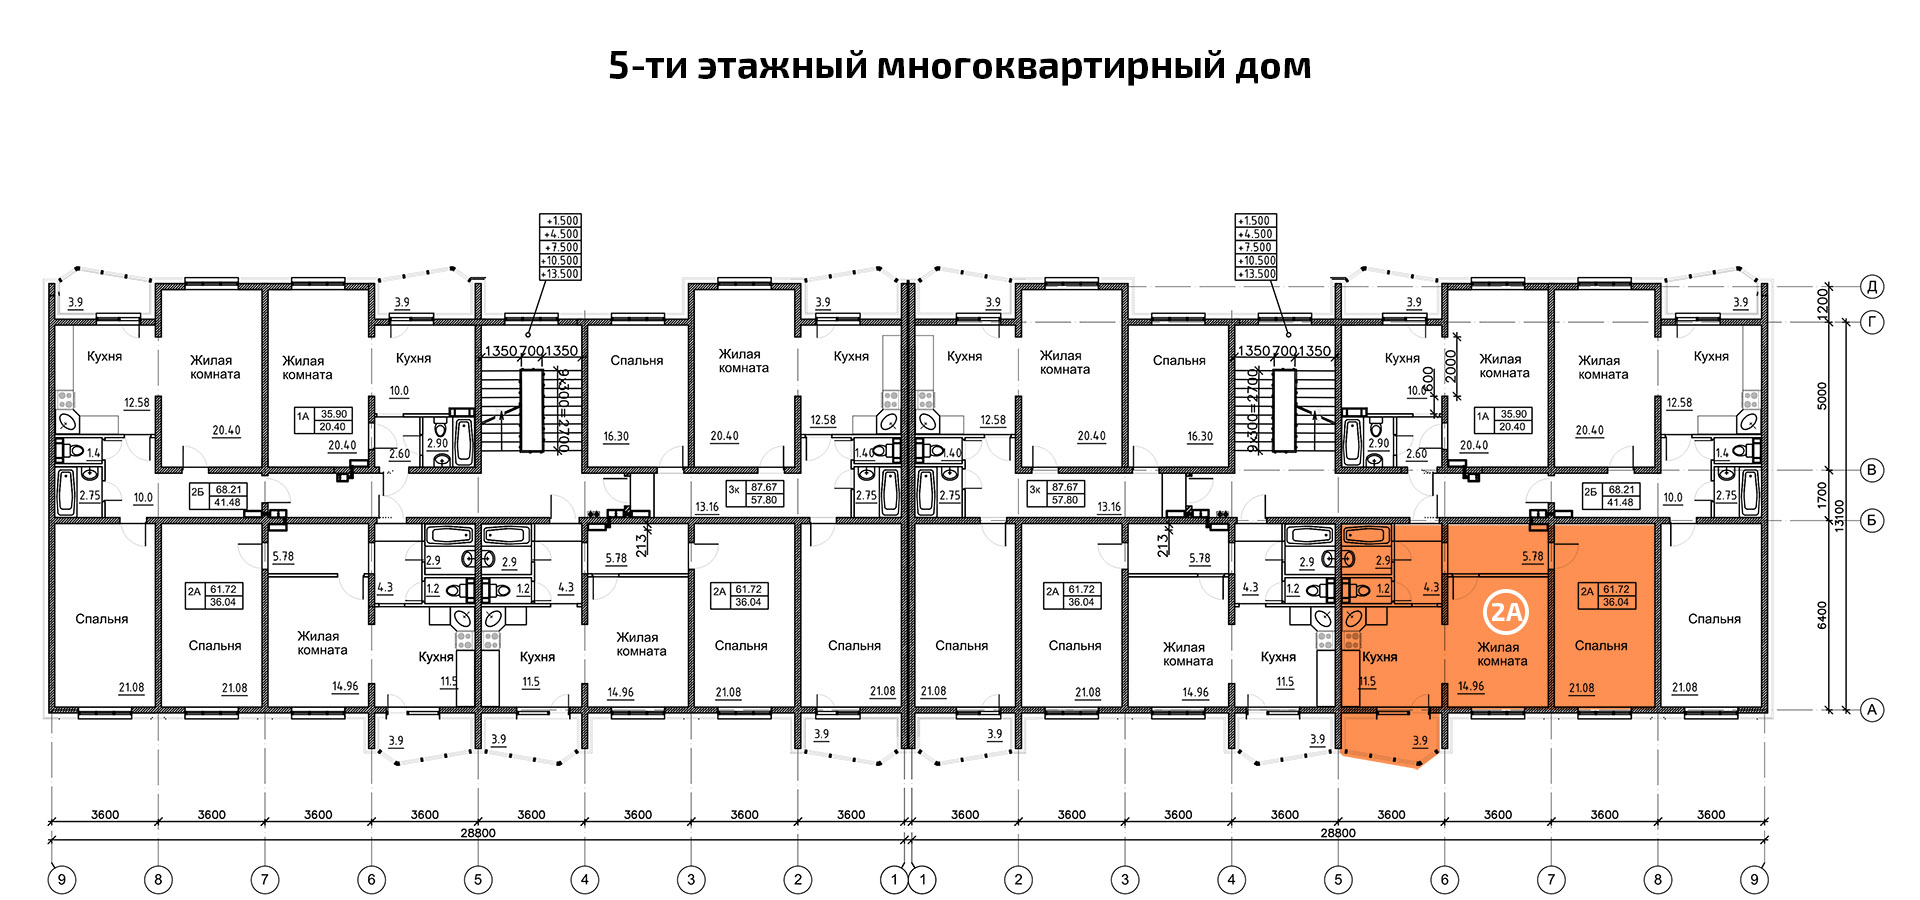 5-ти этажный многоквартирный дом
+1.500
+4.500
+7.500
+10.500
+13.500
+1.500
+4.500
+7.500
+10.500
+13.500
3.9 3.9 3.9 3.9 3.9 3.9
Д
1200
Г
1350 700 1350 1350 700 1350
Кухня Жилая комната Жилая комната Кухня Спальня Жилая комната Кухня Кухня Жилая комната Спальня Кухня Жилая комната Жилая комната Кухня
9x300=2700 9x300=2700 600 2000 5000
12.58 10.0 12.58 12.58 10.0 12.58
1А 35.90 20.40 1А 35.90 20.40
20.40 20.40 16.30 20.40 20.40 16.30 20.40 20.40
1.4 2.60 2.90 1.40 1.40 2.90 2.60 1.4
В
2.75 10.0 2Б 68.21 41.48 3к 87.67 57.80 2.75 2.75 3к 87.67 57.80 2Б 68.21 41.48 10.0 2.75
13.16 13.16
1700 13100
Б
213 213
5.78 2.9 2.9 5.78 5.78 2.9 2.9 5.78
2А 61.72 36.04 4.3 1.2 1.2 4.3 2А 61.72 36.04 2А 61.72 36.04 4.3 1.2 1.2 4.3 2А 61.72 36.04
2А
6400
Спальня Спальня Жилая комната Кухня Кухня Жилая комната Спальня Спальня Спальня Спальня Жилая комната Кухня Кухня Жилая комната Спальня Спальня
21.08 21.08 14.96 11.5 11.5 14.96 21.08 21.08 21.08 21.08 14.96 11.5 11.5 14.96 21.08 21.08
А
3.9 3.9 3.9 3.9 3.9 3.9
3600 3600 3600 3600 3600 3600 3600 3600 3600 3600 3600 3600 3600 3600 3600 3600
28800 28800
9 8 7 6 5 4 3 2 1 1 2 3 4 5 6 7 8 9